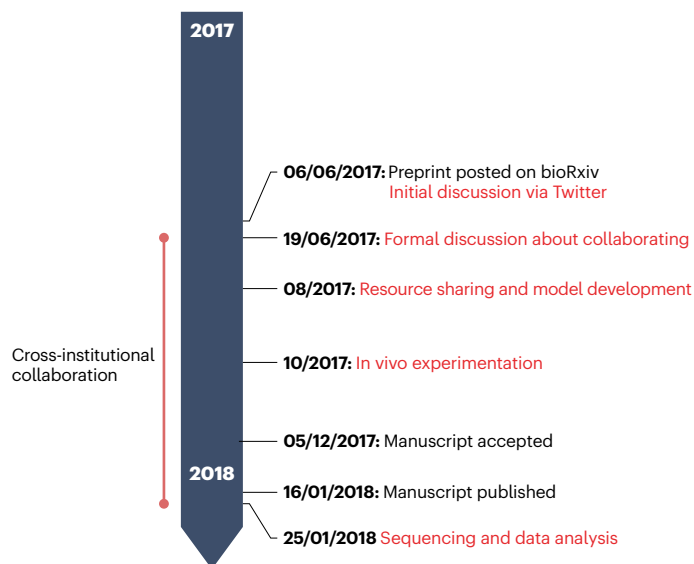 2017
06/06/2017: Preprint posted on bioRxiv
Initial discussion via Twitter
19/06/2017: Formal discussion about collaborating
08/2017: Resource sharing and model development
Cross-institutional
collaboration
10/2017: In vivo experimentation
05/12/2017: Manuscript accepted
2018
16/01/2018: Manuscript published
25/01/2018 Sequencing and data analysis